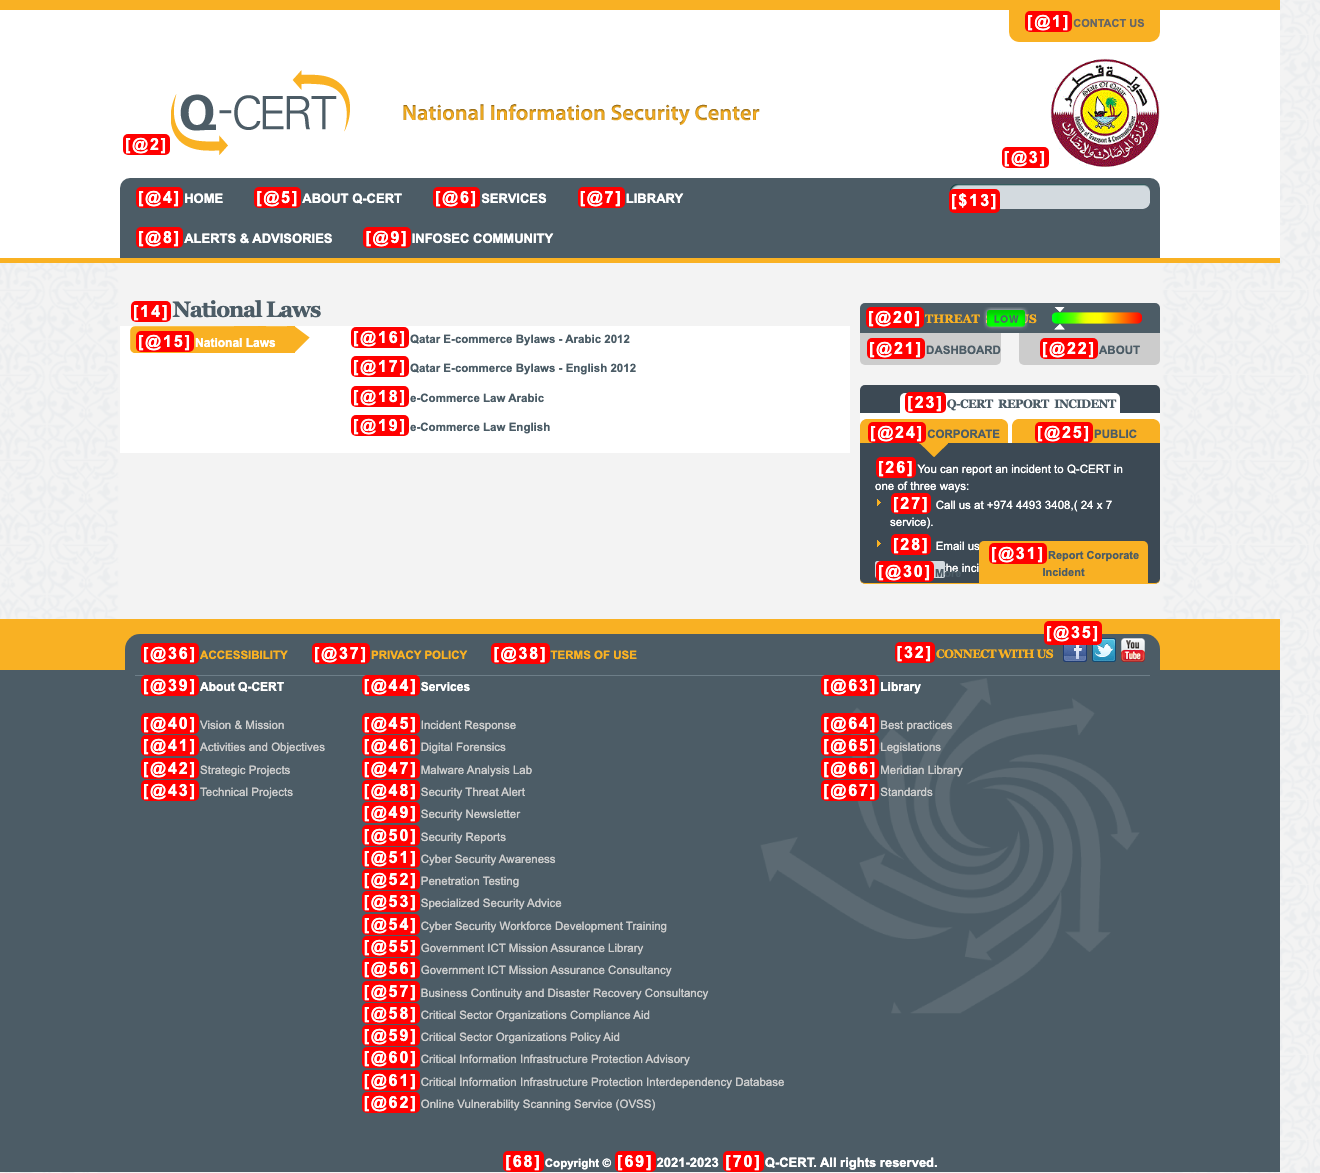 [@1] CONTACT US
Q-CERT
National Information Security Center
[@2]
[@3]
[@4] HOME [@5] ABOUT Q-CERT [@6] SERVICES [@7] LIBRARY [$13]
[@8] ALERTS & ADVISORIES [@9] INFOSEC COMMUNITY
[14] National Laws
[@15] National Laws
[@16] Qatar E-commerce Bylaws - Arabic 2012
[@17] Qatar E-commerce Bylaws - English 2012
[@18] e-Commerce Law Arabic
[@19] e-Commerce Law English
[@20] THREAT LOW
[@21] DASHBOARD [@22] ABOUT
[23] Q-CERT REPORT INCIDENT
[@24] CORPORATE [@25] PUBLIC
[26] You can report an incident to Q-CERT in
one of three ways:
[27] Call us at +974 4493 3408,( 24 x 7
service).
[28] Email us
[@31] Report Corporate
Incident
[@30]
[@35]
[@36] ACCESSIBILITY [@37] PRIVACY POLICY [@38] TERMS OF USE [32] CONNECT WITH US f You Tube
[@39] About Q-CERT [@44] Services [@63] Library
[@40] Vision & Mission [@45] Incident Response [@64] Best practices
[@41] Activities and Objectives [@46] Digital Forensics [@65] Legislations
[@42] Strategic Projects [@47] Malware Analysis Lab [@66] Meridian Library
[@43] Technical Projects [@48] Security Threat Alert [@67] Standards
[@49] Security Newsletter
[@50] Security Reports
[@51] Cyber Security Awareness
[@52] Penetration Testing
[@53] Specialized Security Advice
[@54] Cyber Security Workforce Development Training
[@55] Government ICT Mission Assurance Library
[@56] Government ICT Mission Assurance Consultancy
[@57] Business Continuity and Disaster Recovery Consultancy
[@58] Critical Sector Organizations Compliance Aid
[@59] Critical Sector Organizations Policy Aid
[@60] Critical Information Infrastructure Protection Advisory
[@61] Critical Information Infrastructure Protection Interdependency Database
[@62] Online Vulnerability Scanning Service (OVSS)
[68] Copyright © [69] 2021-2023 [70] Q-CERT. All rights reserved.